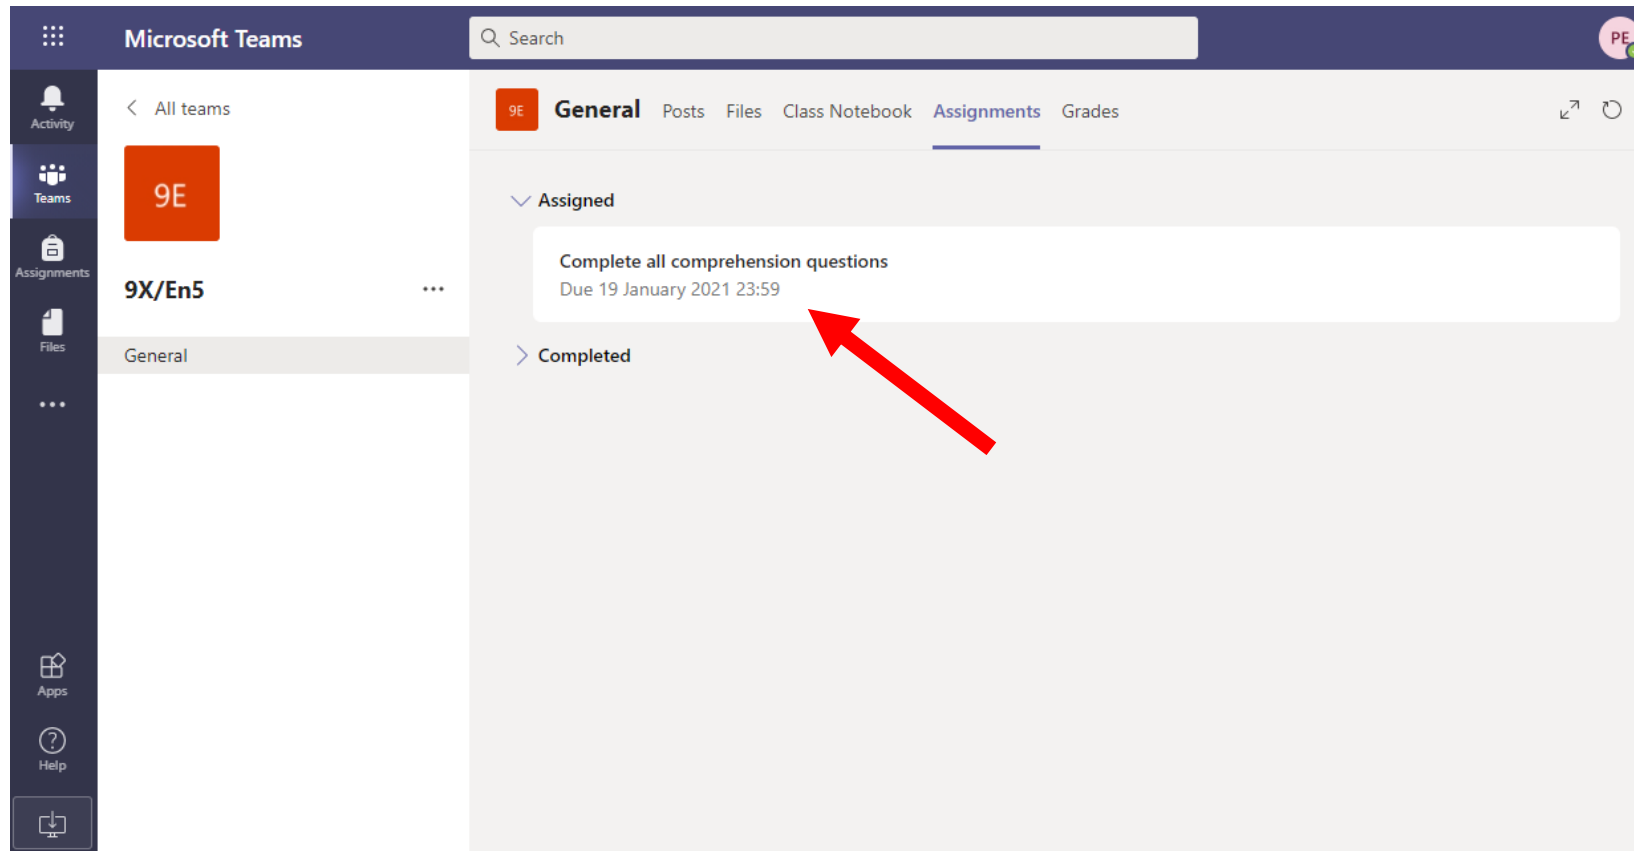 Microsoft Teams
Search
PE
Activity
Teams
Assignments
Files
Apps
Help
All teams
9E
9X/En5
General
9E
General Posts Files Class Notebook Assignments Grades
Assigned
Complete all comprehension questions
Due 19 January 2021 23:59
Completed